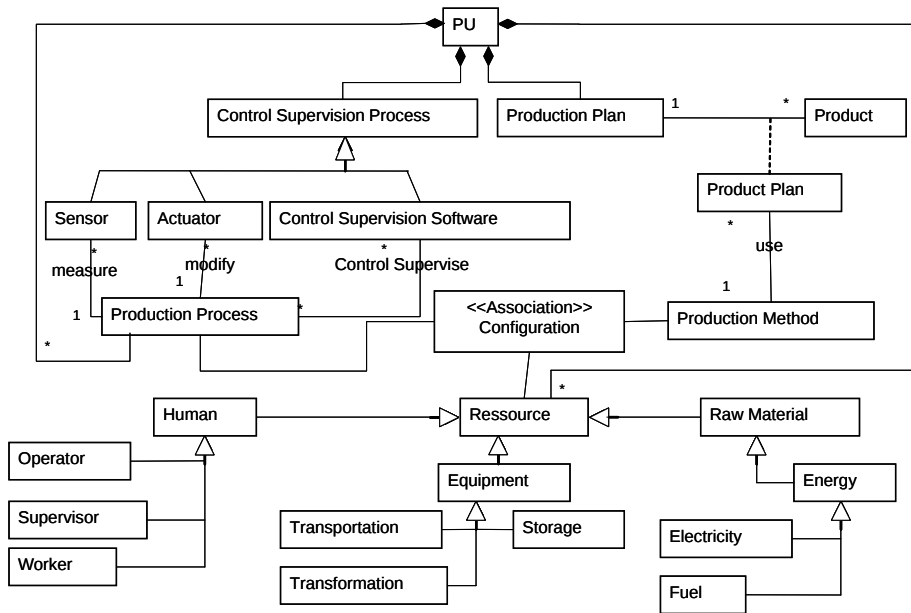 PU
Control Supervision Process
Production Plan
1
*
Product
Product Plan
Sensor
Actuator
Control Supervision Software
*
*
*
*
use
measure
modify
Control Supervise
1
1
1
*
Production Process
<<Association>>
Configuration
Production Method
*
*
Human
Ressource
Raw Material
Operator
Equipment
Energy
Supervisor
Transportation
Storage
Electricity
Worker
Transformation
Fuel